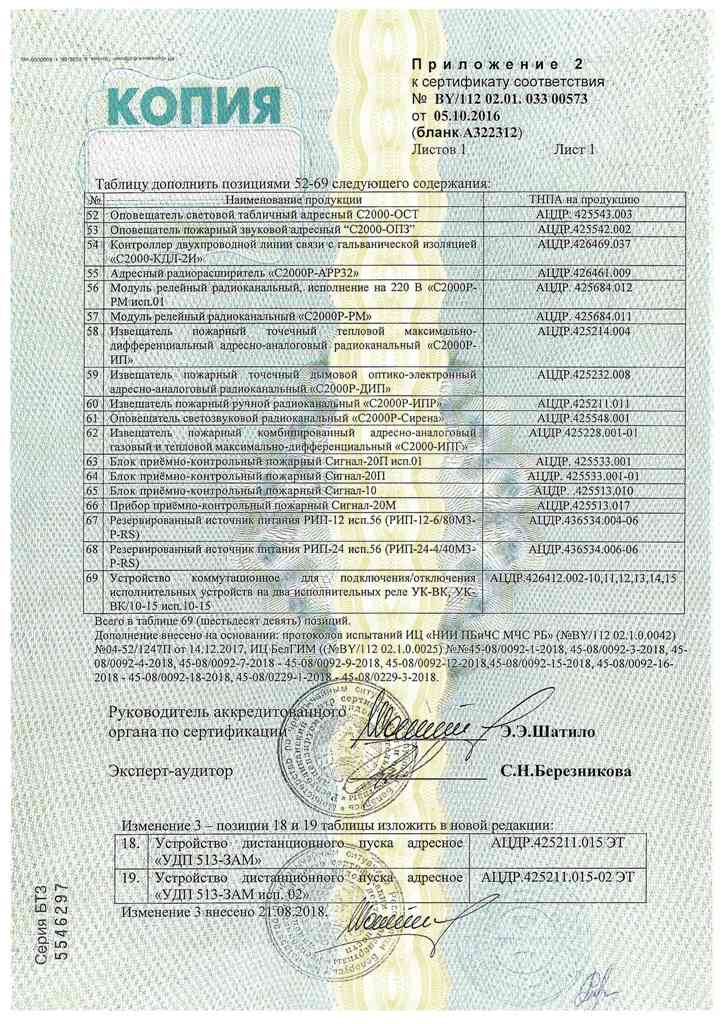 Приложение 2
к сертификату соответствия
№ BY/112 02.01. 033 00573
от 05.10.2016
(бланк А322312)
Листов 1 Лист 1
КОПИЯ
Таблицу дополнить позициями 52-69 следующего содержания:
№ Наименование продукции ТНПА на продукцию
52 Оповещатель световой табличный адресный С2000-ОСТ АЦДР. 425543.003
53 Оповещатель пожарный звуковой адресный “С2000-ОПЗ” АЦДР.425542.002
54 Контроллер двухпроводной линии связи с гальванической изоляцией АЦДР.426469.037
«С2000-КДЛ-2И»
55 Адресный радиорасширитель «С2000Р-АРР32» АЦДР.426461.009
56 Модуль релейный радиоканальный, исполнение на 220 В «С2000Р- АЦДР. 425684.012
РМ исп.01
57 Модуль релейный радиоканальный «С2000Р-РМ» АЦДР. 425684.011
58 Извещатель пожарный точечный тепловой максимально- АЦДР.425214.004
дифференциальный адресно-аналоговый радиоканальный «С2000Р-
ИП»
59 Извещатель пожарный точечный дымовой оптико-электронный АЦДР.425232.008
адресно-аналоговый радиоканальный «С2000Р-ДИП»
60 Извещатель пожарный ручной радиоканальный «С2000Р-ИПР» АЦДР.425211.011
61 Оповещатель светозвуковой радиоканальный «С2000Р-Сирена» АЦДР.425548.001
62 Извещатель пожарный комбинированный адресно-аналоговый АЦДР.425228.001-01
газовый и тепловой максимально-дифференциальный «С2000-ИПГ»
63 Блок приёмно-контрольный пожарный Сигнал-20П исп.01 АЦДР. 425533.001
64 Блок приёмно-контрольный пожарный Сигнал-20П АЦДР. 425533.001-01
65 Блок приёмно-контрольный пожарный Сигнал-10 АЦДР. .425513.010
66 Прибор приёмно-контрольный пожарный Сигнал-20М АЦДР.425513.017
67 Резервированный источник питания РИП-12 исп.56 (РИП-12-6/80М3- АЦДР.436534.004-06
Р-RS)
68 Резервированный источник питания РИП-24 исп.56 (РИП-24-4/40М3- АЦДР.436534.006-06
Р-RS)
69 Устройство коммутационное для подключения/отключения АЦДР.426412.002-10,11,12,13,14,15
исполнительных устройств на два исполнительных реле УК-ВК, УК-
ВК/10-15 исп.10-15
Всего в таблице 69 (шестьдесят девять) позиций.
Дополнение внесено на основании: протоколов испытаний ИЦ «НИИ ПБиЧС МЧС РБ» (№BY/112 02.1.0.0042)
№04-52/1247П от 14.12.2017, ИЦ БелГИМ ((№BY/112 02.1.0.0025) №№45-08/0092-1-2018, 45-08/0092-3-2018, 45-
08/0092-4-2018, 45-08/0092-7-2018 - 45-08/0092-9-2018, 45-08/0092-12-2018,45-08/0092-15-2018, 45-08/0092-16-
2018 - 45-08/0092-18-2018, 45-08/0229-1-2018 - 45-08/0229-3-2018.
Руководитель аккредитованного
органа по сертификации Э.Э.Шатило
Эксперт-аудитор С.Н.Березникова
Изменение 3 – позиции 18 и 19 таблицы изложить в новой редакции:
18. Устройство дистанционного пуска адресное АЦДР.425211.015 ЭТ
«УДП 513-ЗАМ»
19. Устройство дистанционного пуска адресное АЦДР.425211.015-02 ЭТ
«УДП 513-ЗАМ исп. 02»
Изменение 3 внесено 21.08.2018.
Серия БТЗ
5546297